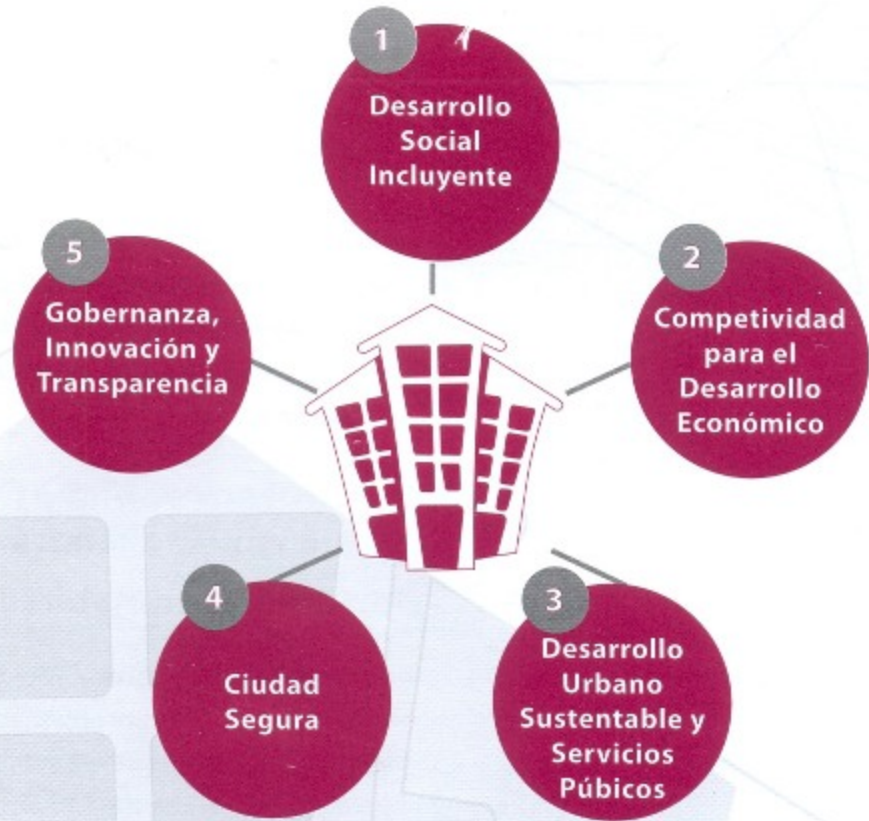 1
Desarrollo
Social
Incluyente
2
Competividad
para el
Desarrollo
Económico
3
Desarrollo
Urbano
Sustentable y
Servicios
Púbicos
4
Ciudad
Segura
5
Gobernanza,
Innovación y
Transparencia